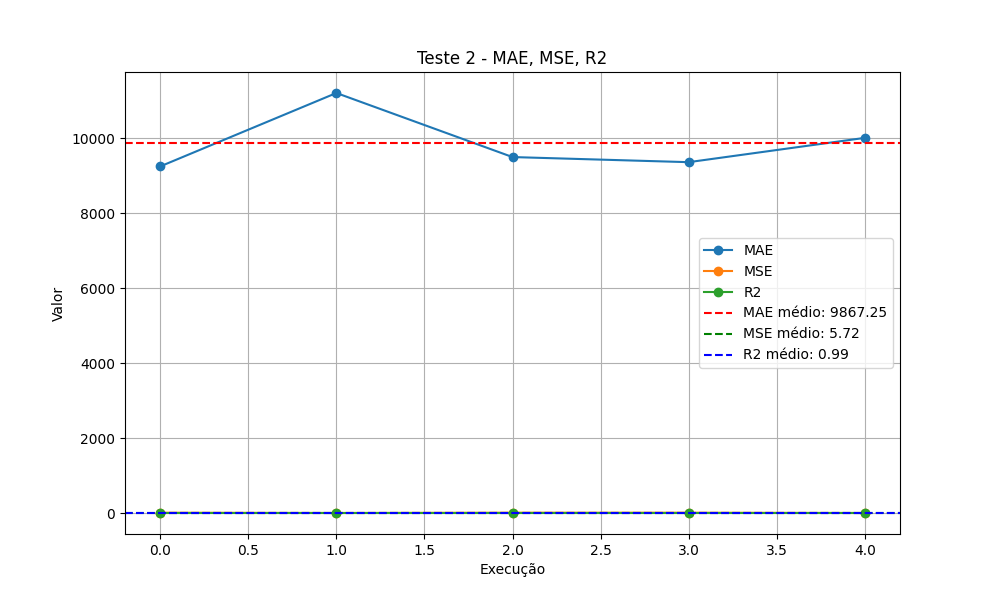 Teste 2 - MAE, MSE, R2
Valor
10000
8000
6000
4000
2000
0
MAE
MSE
R2
MAE médio: 9867.25
MSE médio: 5.72
R2 médio: 0.99
0.0 0.5 1.0 1.5 2.0 2.5 3.0 3.5 4.0
Execução